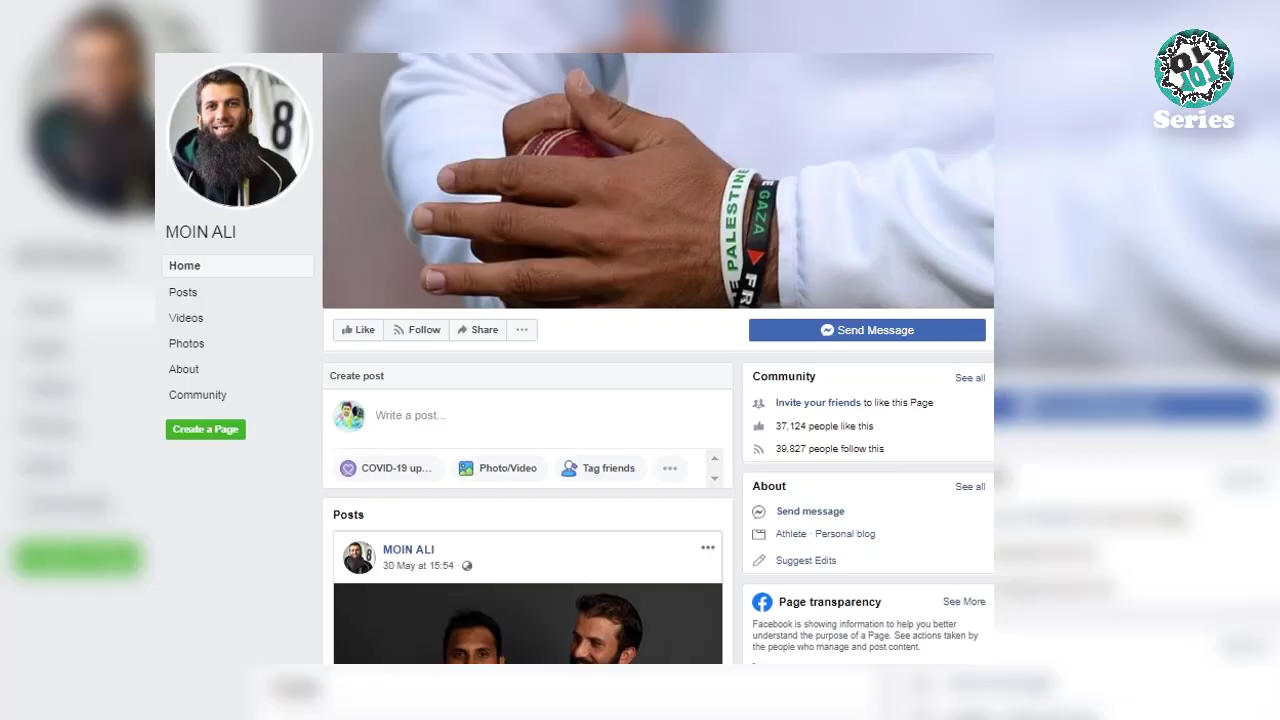 OL
TOI
Series
8
PALESTINE
E GAZA
FR
MOIN ALI
Home
Posts
Videos
Photos
About
Community
Create a Page
Like
Follow
Share
Send Message
Create post
Write a post...
COVID-19 up...
Photo/Video
Tag friends
Posts
MOIN ALI
30 May at 15:54 ·
Community
See all
Invite your friends to like this Page
37,124 people like this
39,827 people follow this
About
See all
Send message
Athlete · Personal blog
Suggest Edits
Page transparency
See More
Facebook is showing information to help you better
understand the purpose of a Page. See actions taken by
the people who manage and post content.